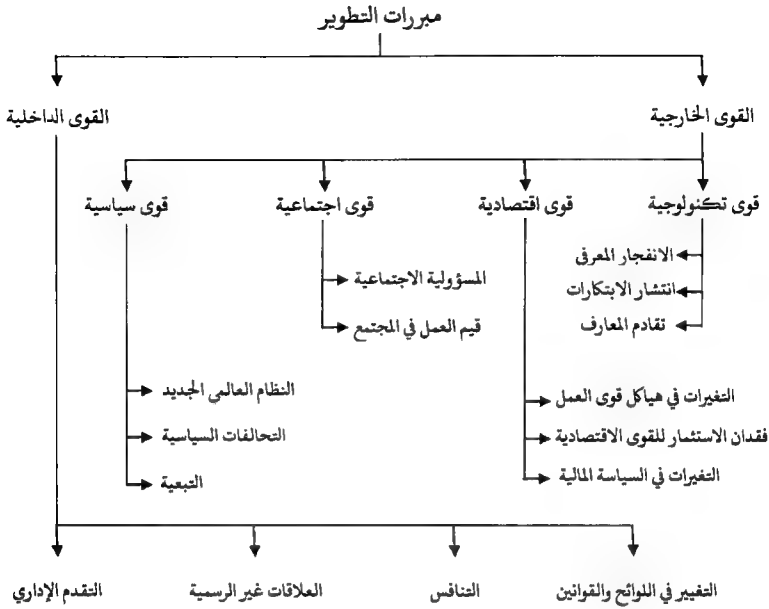 مبررات التطوير
القوى الخارجية
القوى الداخلية
قوى تكنولوجية
قوى اقتصادية
قوى اجتماعية
قوى سياسية
الانفجار المعرفى
انتشار الابتكارات
تقادم المعارف
المسؤولية الاجتماعية
قيم العمل في المجتمع
التغيرات في هياكل قوى العمل
فقدان الاستثمار للقوى الاقتصادية
التغيرات في السياسة المالية
النظام العالمي الجديد
التحالفات السياسية
التبعية
التغيير في اللوائح والقوانين
التنافس
العلاقات غير الرسمية
التقدم الإداري